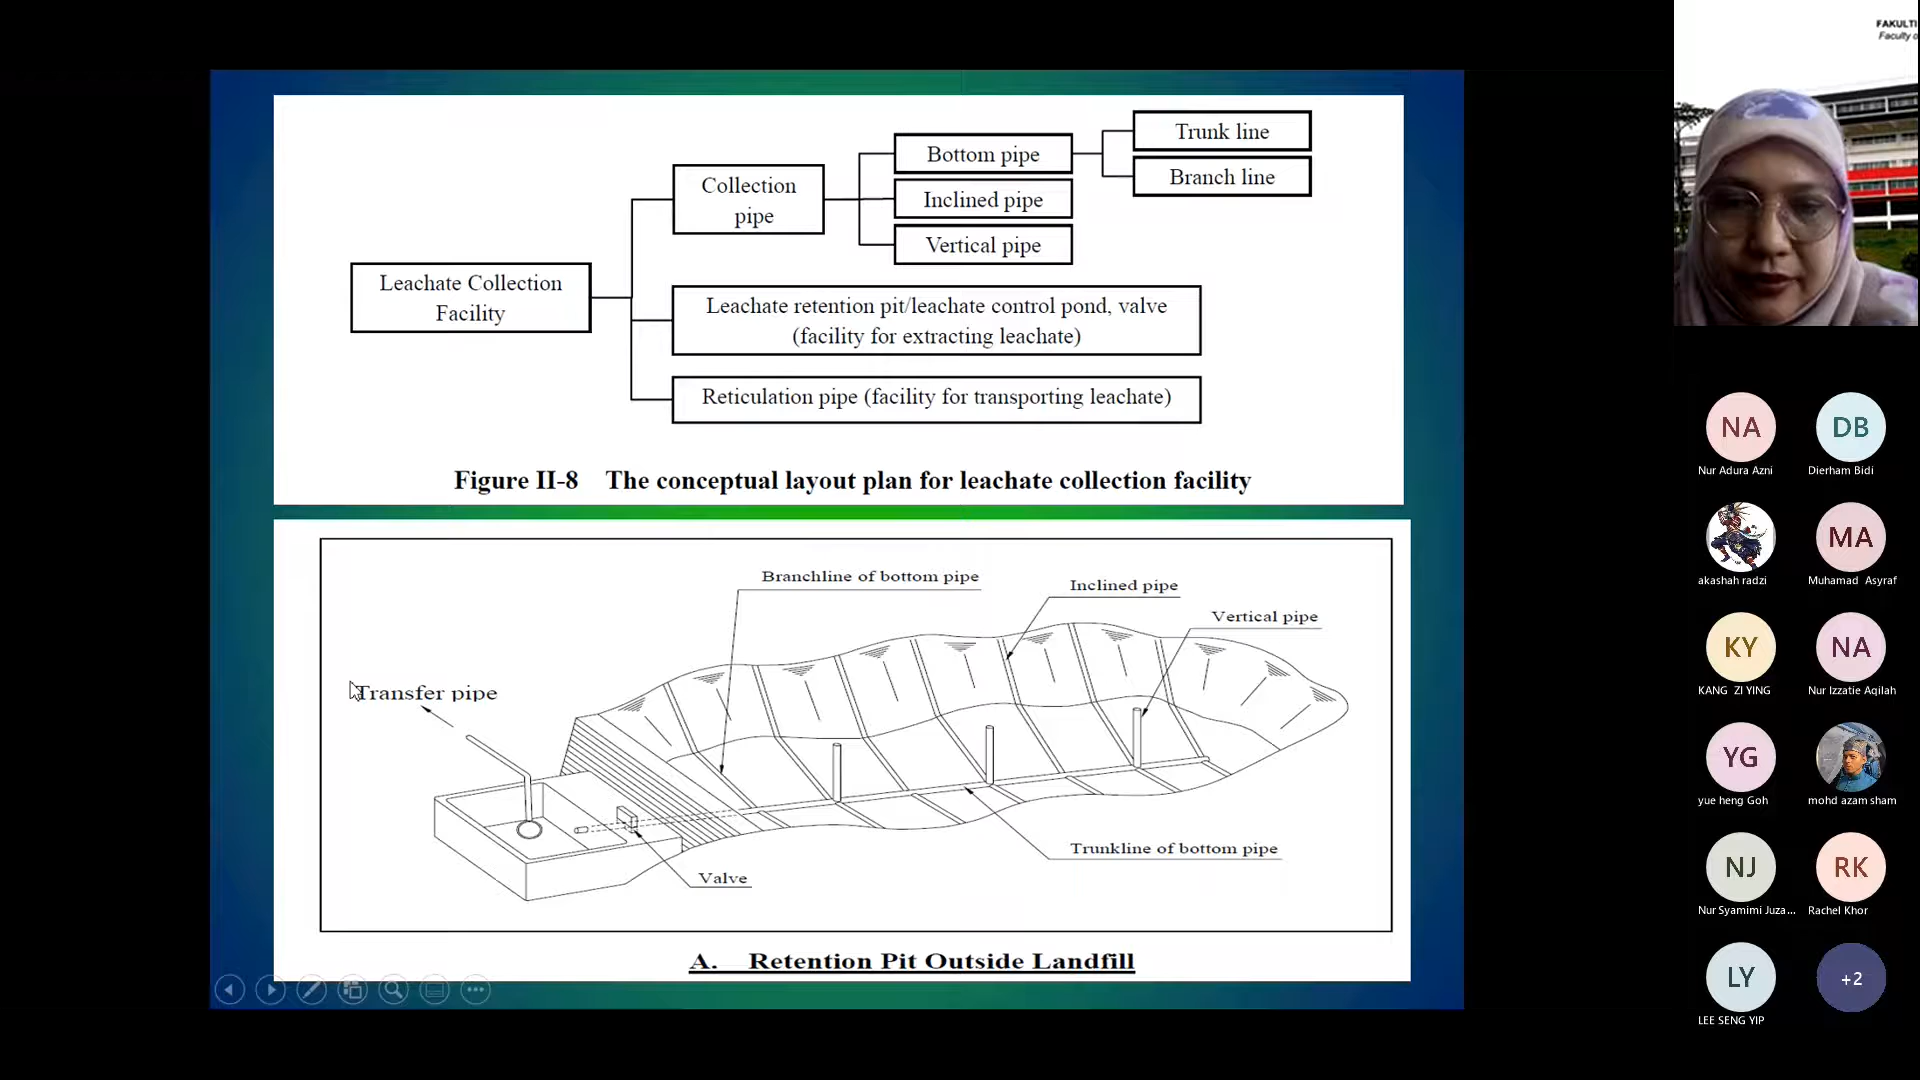 Trunk line
Bottom pipe
Branch line
Collection
pipe
Inclined pipe
Vertical pipe
Leachate Collection
Facility
Leachate retention pit/leachate control pond, valve
(facility for extracting leachate)
Reticulation pipe (facility for transporting leachate)
Figure II-8 The conceptual layout plan for leachate collection facility
Branchline of bottom pipe
Inclined pipe
Vertical pipe
Transfer pipe
Trunkline of bottom pipe
Valve
A. Retention Pit Outside Landfill
FAKULTI
Faculty o
NA
Nur Adura Azni
DB
Dierham Bidi
akashah radzi
MA
Muhamad Asyraf
KY
KANG ZI YING
NA
Nur Izzatie Aqilah
YG
yue heng Goh
mohd azam sham
NJ
Nur Syamimi Juza...
RK
Rachel Khor
LY
LEE SENG YIP
+2